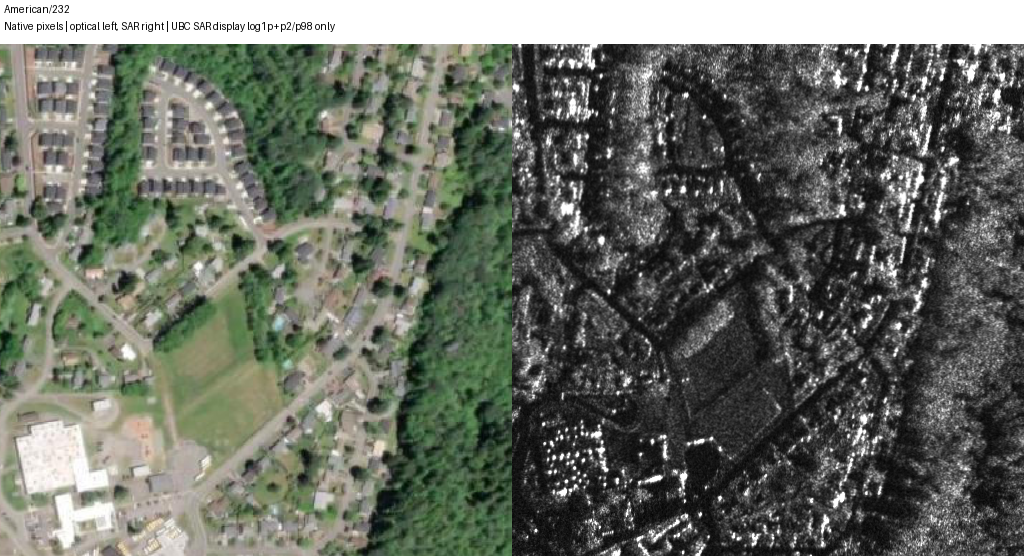 American/232
Native pixels | optical left, SAR right | UBC SAR display log1p+p2/p98 only